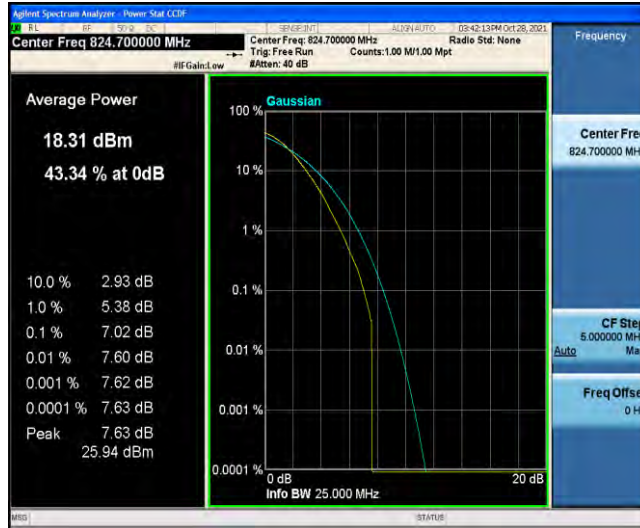 Agilent Spectrum Analyzer - Power Stat CCDF
RL RF 50 Ω DC SENSE:INT ALIGN AUTO 03:42:13PM Oct 28, 2021
Center Freq 824.700000 MHz
Center Freq: 824.700000 MHz
Radio Std: None
Trig: Free Run
Counts:1.00 M/1.00 Mpt
#IFGain:Low
#Atten: 40 dB
Average Power
18.31 dBm
43.34 % at 0dB
10.0 % 2.93 dB
1.0 % 5.38 dB
0.1 % 7.02 dB
0.01 % 7.60 dB
0.001 % 7.62 dB
0.0001 % 7.63 dB
Peak 7.63 dB
25.94 dBm
Gaussian
100 %
10 %
1 %
0.1 %
0.01 %
0.001 %
0.0001 %
0 dB
20 dB
Info BW 25.000 MHz
Frequency
Center Fre
824.700000 MH
CF Ste
5.000000 MH
Auto Ma
Freq Offse
0 H
MSG
STATUS